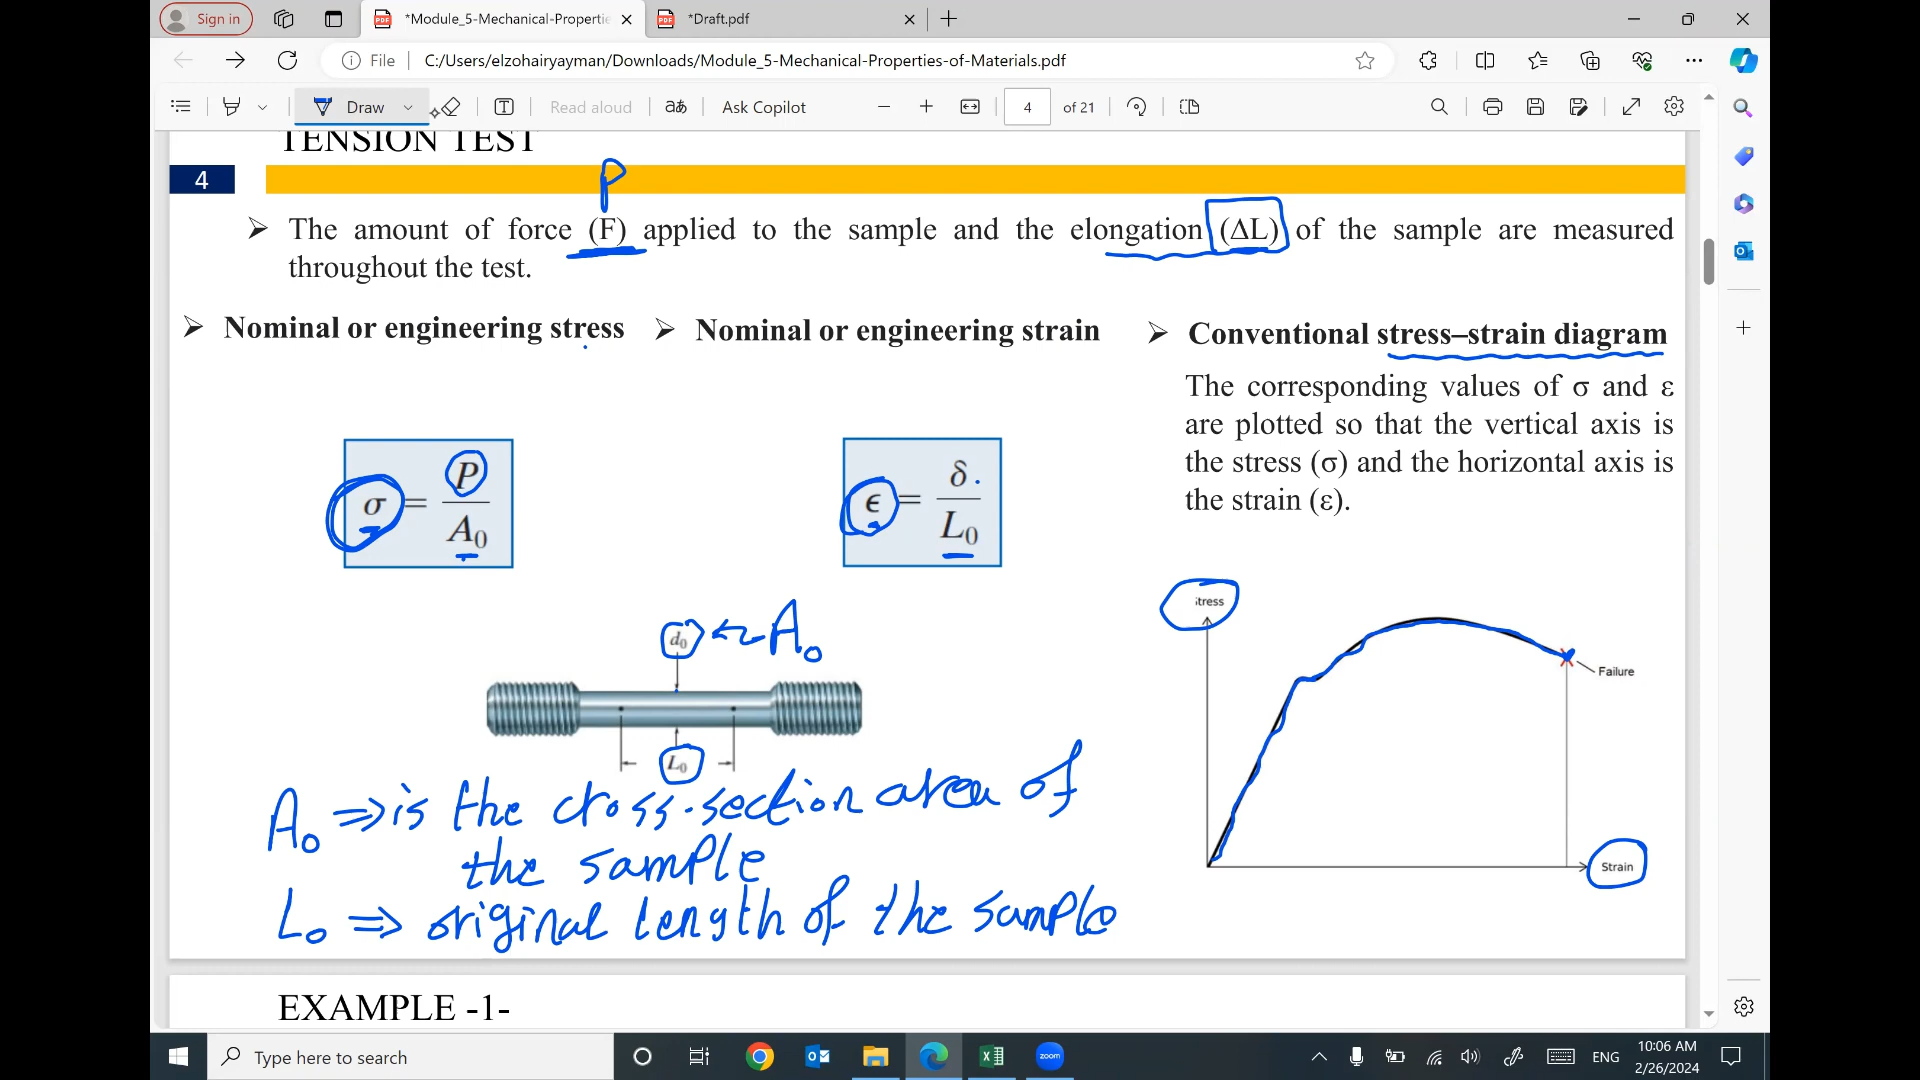 Sign in
*Module_5-Mechanical-Propertie
*Draft.pdf
File
C:/Users/elzohairyayman/Downloads/Module_5-Mechanical-Properties-of-Materials.pdf
Draw
Read aloud
aあ
Ask Copilot
4
of 21
TENSION TEST
4
P
The amount of force (F) applied to the sample and the elongation (ΔL) of the sample are measured
throughout the test.
Nominal or engineering stress
Nominal or engineering strain
Conventional stress–strain diagram
The corresponding values of σ and ε
are plotted so that the vertical axis is
the stress (σ) and the horizontal axis is
the strain (ε).
σ = P / A0
ϵ = δ / L0
d0
A0
L0
tress
Failure
Strain
A0 ⇒ is the cross-section area of
the sample
L0 ⇒ original length of the sample
EXAMPLE -1-
Type here to search
zoom
ENG
10:06 AM
2/26/2024